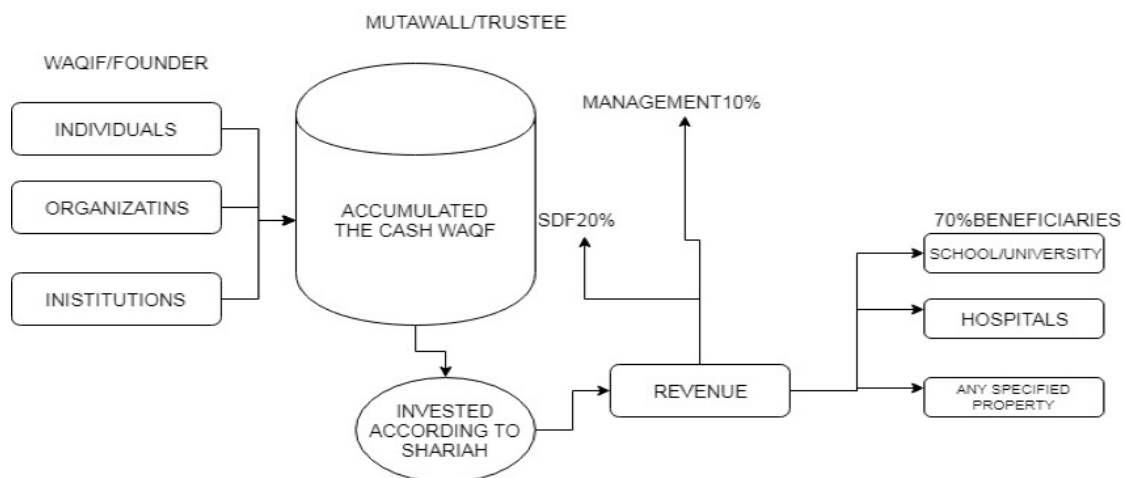 MUTAWALL/TRUSTEE
WAQIF/FOUNDER
INDIVIDUALS
ORGANIZATINS
INISTITUTIONS
ACCUMULATED
THE CASH WAQF
INVESTED
ACCORDING TO
SHARIAH
MANAGEMENT10%
SDF20%
REVENUE
70%BENEFICIARIES
SCHOOL/UNIVERSITY
HOSPITALS
ANY SPECIFIED
PROPERTY